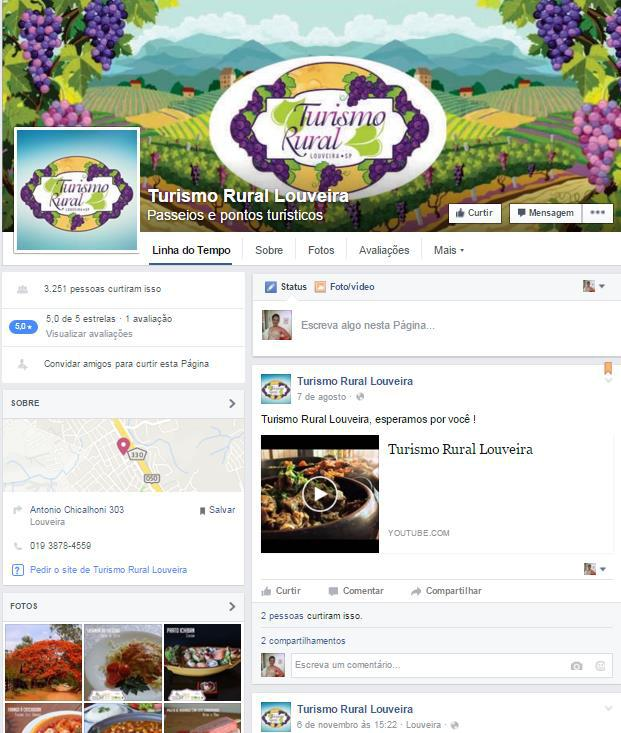 Turismo
Rural
LOUVEIRA • SP
Turismo
Rural
LOUVEIRA • SP
Turismo Rural Louveira
Passeios e pontos turísticos
Curtir
Mensagem
•••
Linha do Tempo
Sobre
Fotos
Avaliações
Mais
3.251 pessoas curtiram isso
5,0 ★
5,0 de 5 estrelas · 1 avaliação
Visualizar avaliações
Convidar amigos para curtir esta Página
SOBRE
330
050
Antonio Chicalhoni 303
Salvar
Louveira
019 3878-4559
? Pedir o site de Turismo Rural Louveira
FOTOS
PRATO ICHIBAN
Status
Foto/vídeo
Escreva algo nesta Página...
Turismo Rural Louveira
7 de agosto ·
Turismo Rural Louveira, esperamos por você !
Turismo Rural Louveira
YOUTUBE.COM
Curtir
Comentar
Compartilhar
2 pessoas curtiram isso.
2 compartilhamentos
Escreva um comentário...
Turismo Rural Louveira
6 de novembro às 15:22 · Louveira ·